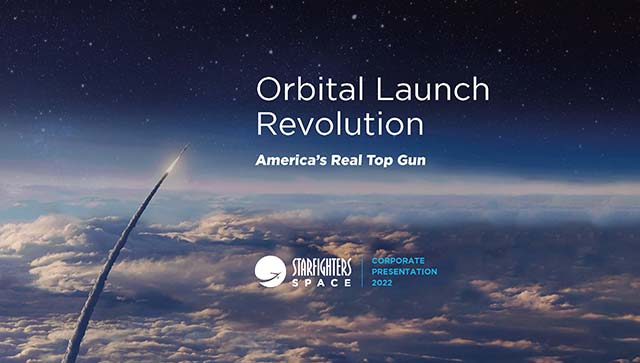 Orbital Launch
Revolution
America's Real Top Gun
STARFIGHTERS
SPACE
CORPORATE
PRESENTATION
2022